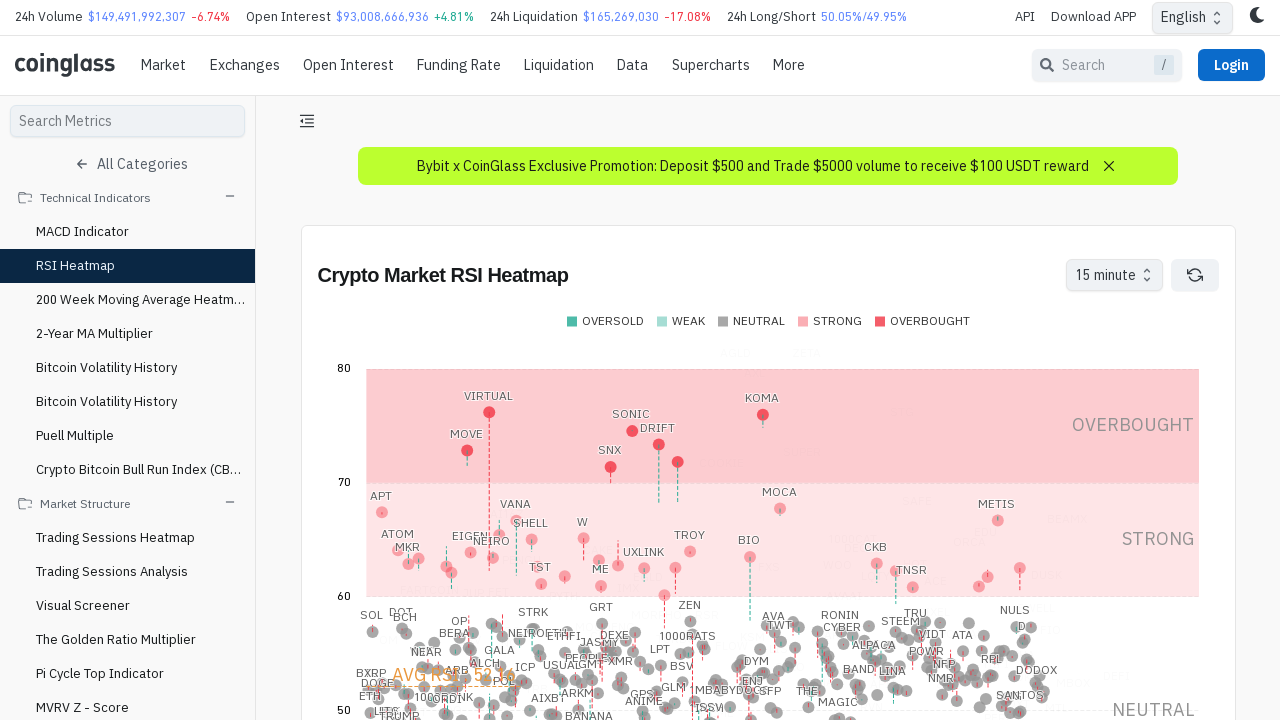 24h Volume $149,491,992,307 -6.74% Open Interest $93,008,666,936 +4.81% 24h Liquidation $165,269,030 -17.08% 24h Long/Short 50.05%/49.95% API Download APP English
coinglass Market Exchanges Open Interest Funding Rate Liquidation Data Supercharts More Search / Login
Search Metrics
All Categories
Technical Indicators
MACD Indicator
RSI Heatmap
200 Week Moving Average Heatm...
2-Year MA Multiplier
Bitcoin Volatility History
Bitcoin Volatility History
Puell Multiple
Crypto Bitcoin Bull Run Index (CB...
Market Structure
Trading Sessions Heatmap
Trading Sessions Analysis
Visual Screener
The Golden Ratio Multiplier
Pi Cycle Top Indicator
MVRV Z - Score
Bybit x CoinGlass Exclusive Promotion: Deposit $500 and Trade $5000 volume to receive $100 USDT reward
Crypto Market RSI Heatmap
15 minute
OVERSOLD WEAK NEUTRAL STRONG OVERBOUGHT
80
VIRTUAL KOMA
SONIC
OVERBOUGHT
MOVE DRIFT
SNX
70
APT MOCA
VANA METIS
SHELL W
ATOM EIGEN TROY STRONG
MKR NEIRO BIO CKB
UXLINK
TST ME TNSR
60
GRT ZEN
SOL DOT STRK NULS
BCH OP AVA RONIN TRU
TWT CYBER STEEM
BERA NEIROETH ETHFI DEXE 1000RATS VIDT ATA
JASMY ALPACA
NEAR GALA LPT POWR
ALCH PEOPLE XMR DYM NFP RPL
BXRP ARB ICP USUAL GMT BSV BAND LINA DODOX
AVG RSI
DOGE ENJ NMR
ETH GPS GLM THE SANTOS
ARKM
AIXBT ANIME MAGIC
TRUMP BANANA
50 NEUTRAL